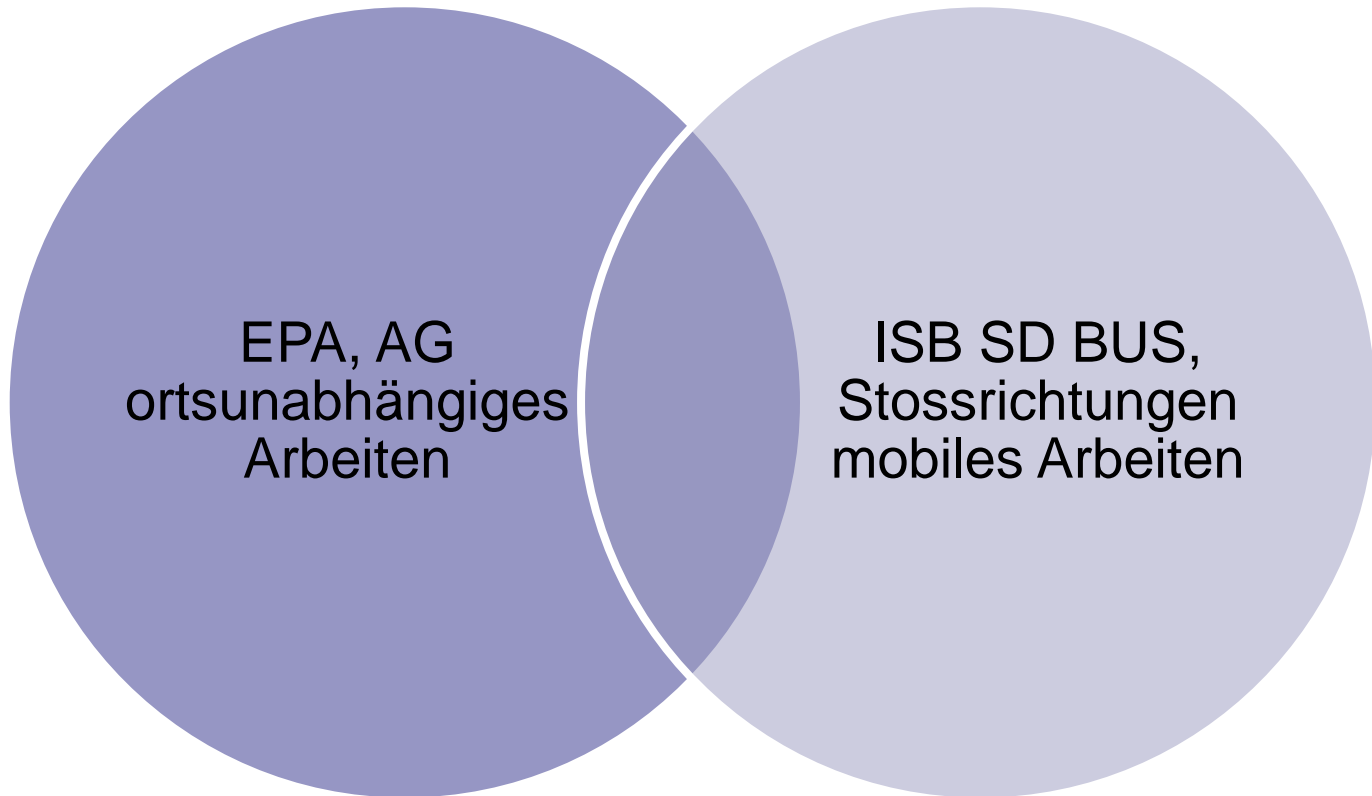 EPA, AG
ortsunabhängiges
Arbeiten
ISB SD BUS,
Stossrichtungen
mobiles Arbeiten